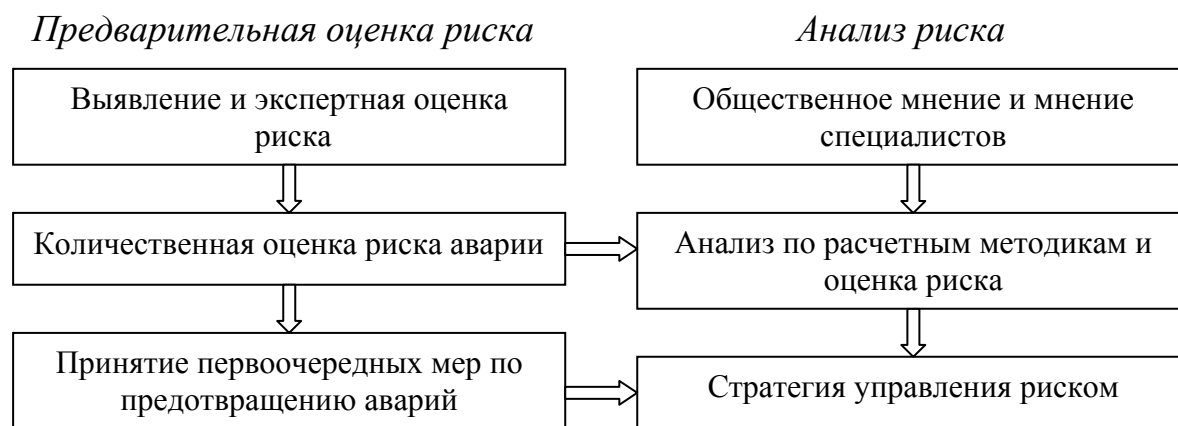 Предварительная оценка риска
Анализ риска
Выявление и экспертная оценка
риска
Общественное мнение и мнение
специалистов
Количественная оценка риска аварии
Анализ по расчетным методикам и
оценка риска
Принятие первоочередных мер по
предотвращению аварий
Стратегия управления риском